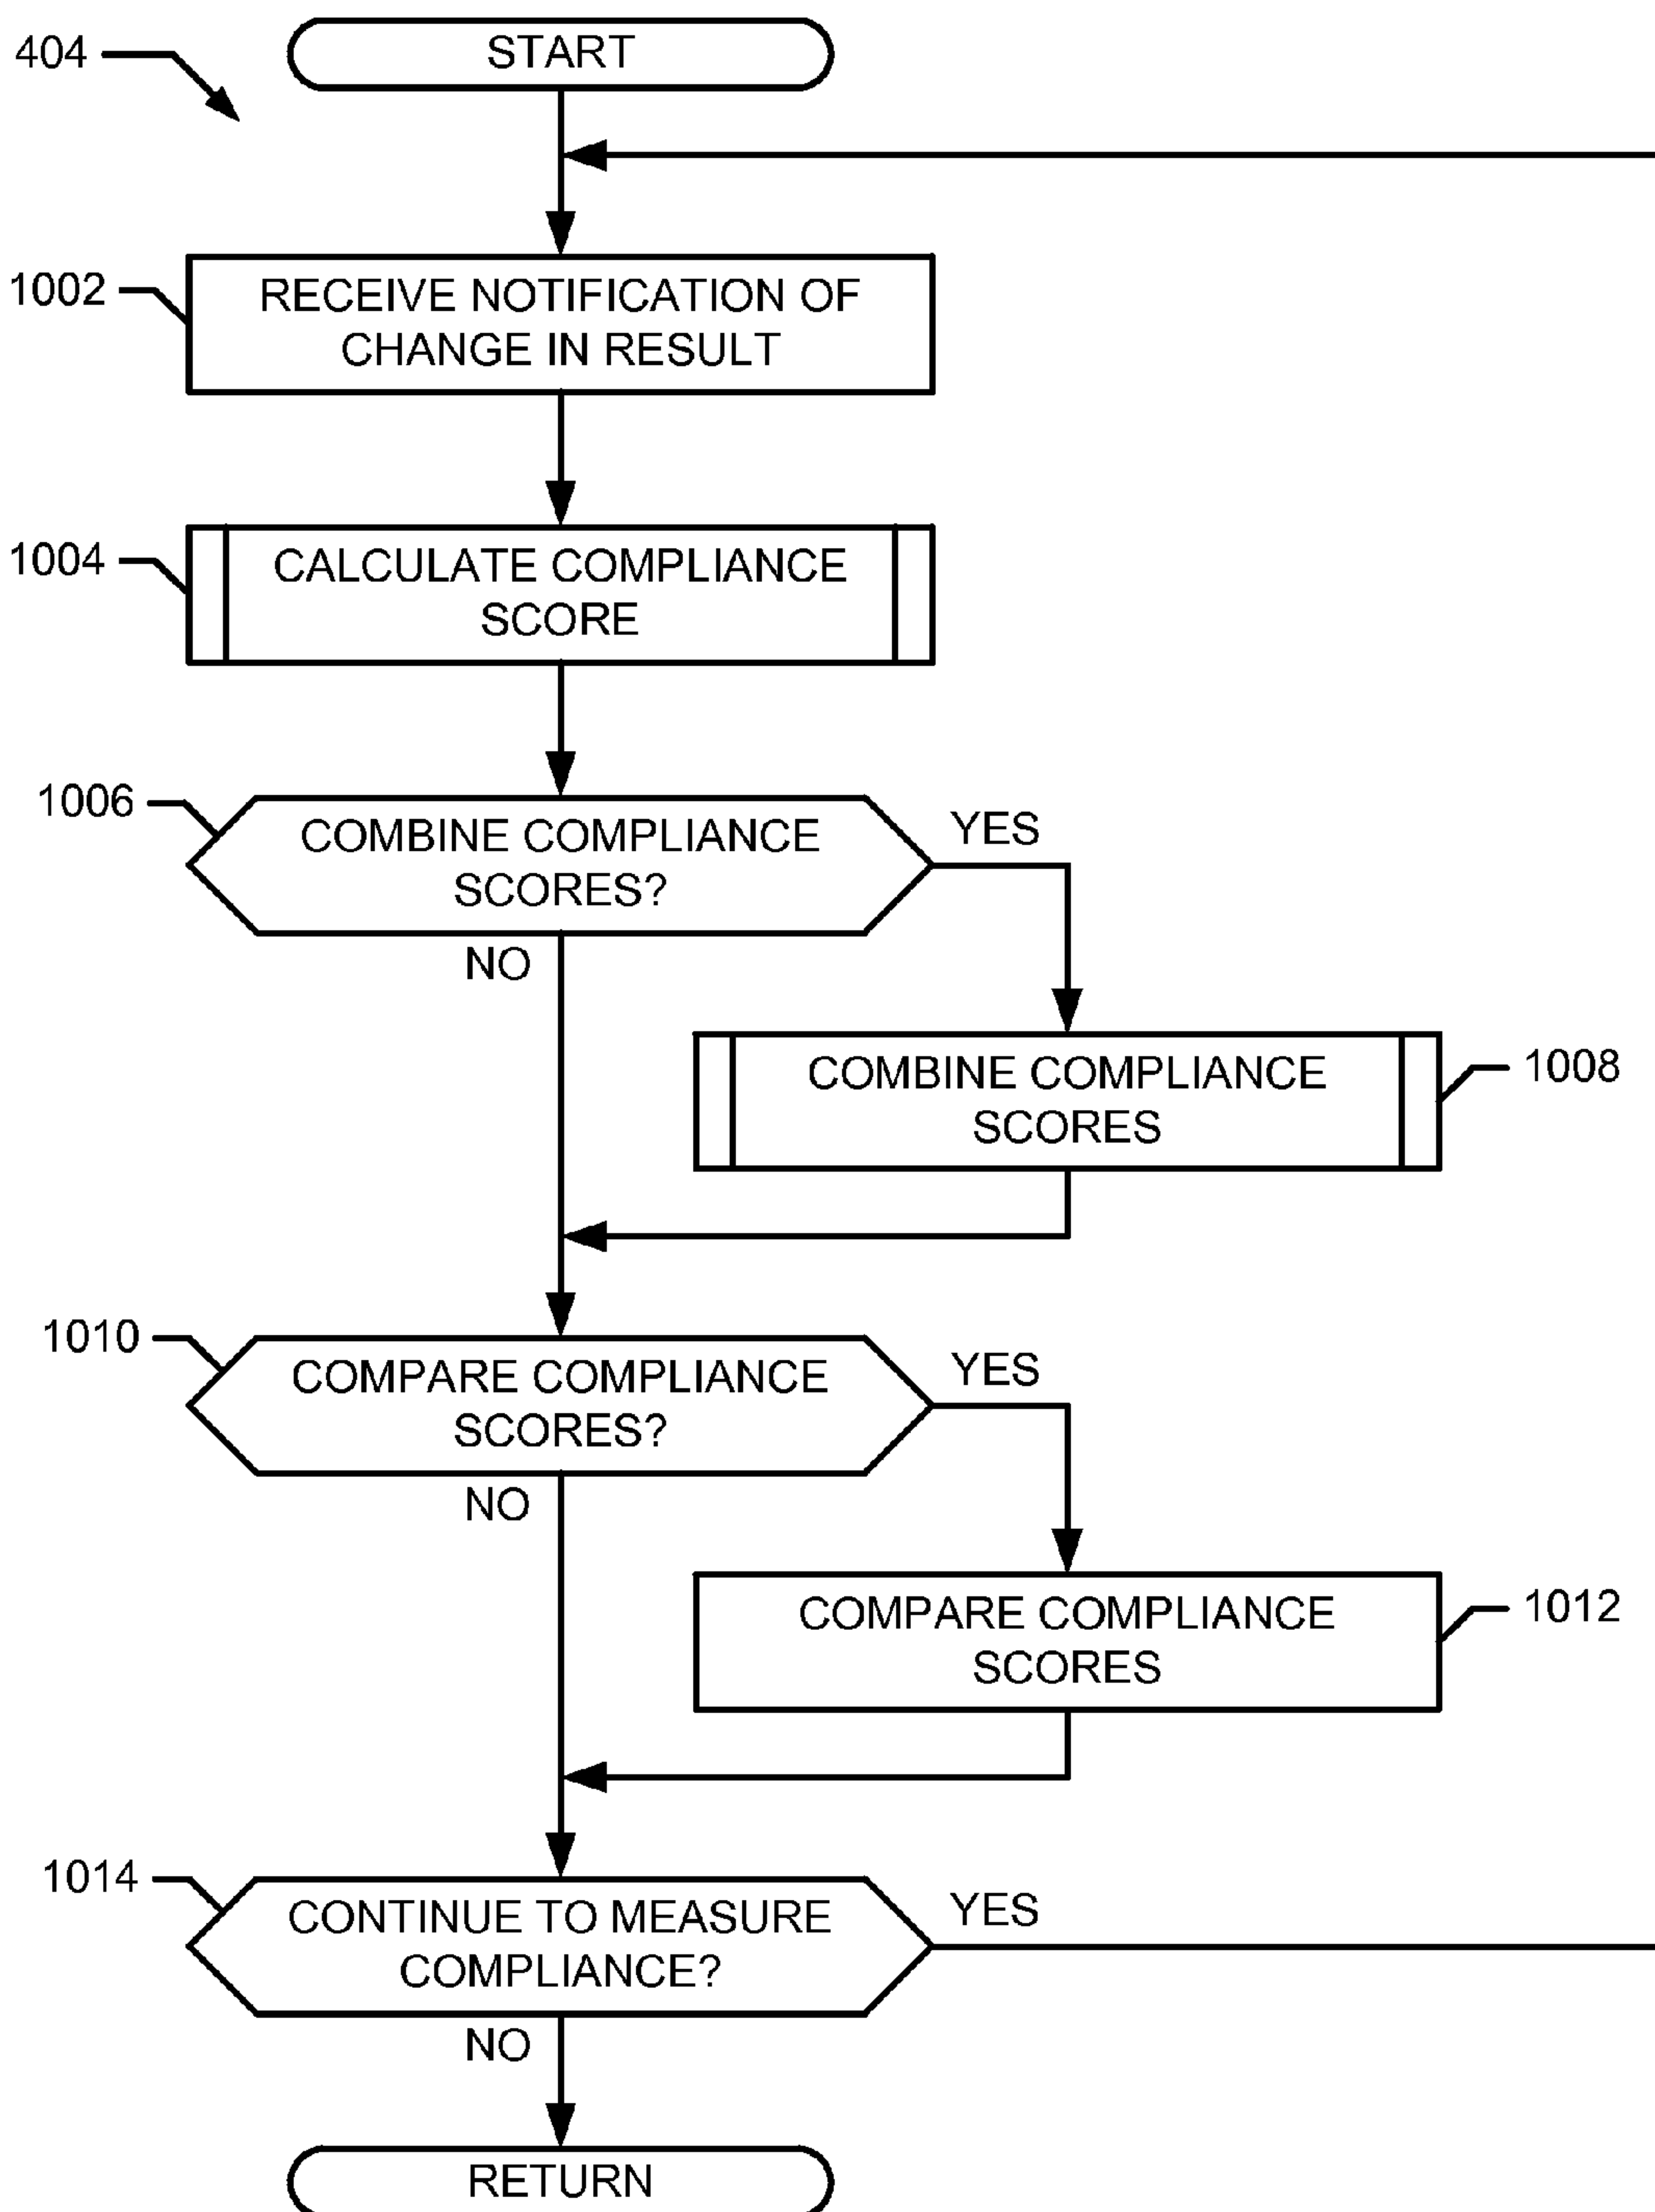 404
START
1002
RECEIVE NOTIFICATION OF
CHANGE IN RESULT
1004
CALCULATE COMPLIANCE
SCORE
1006
COMBINE COMPLIANCE
SCORES?
YES
NO
COMBINE COMPLIANCE
SCORES
1008
1010
COMPARE COMPLIANCE
SCORES?
YES
NO
COMPARE COMPLIANCE
SCORES
1012
1014
CONTINUE TO MEASURE
COMPLIANCE?
YES
NO
RETURN